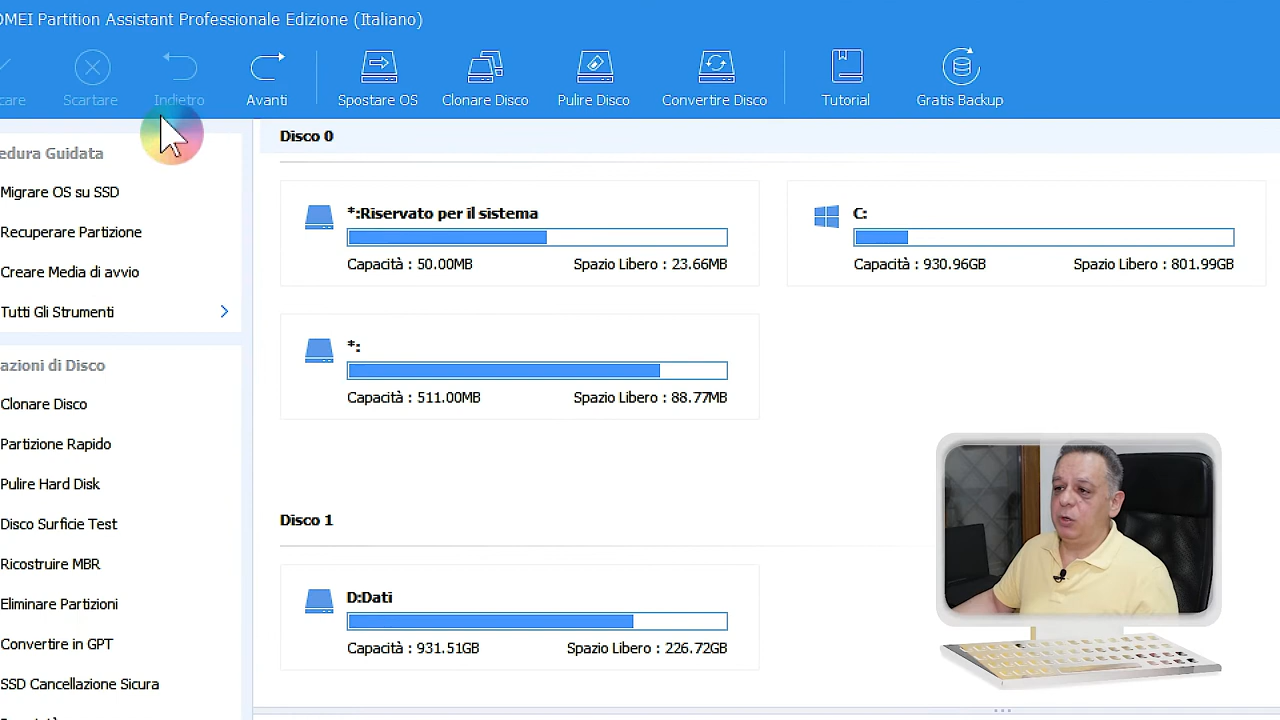 OMEI Partition Assistant Professionale Edizione (Italiano)
care
Scartare
Indietro
Avanti
Spostare OS
Clonare Disco
Pulire Disco
Convertire Disco
Tutorial
Gratis Backup
edura Guidata
Migrare OS su SSD
Recuperare Partizione
Creare Media di avvio
Tutti Gli Strumenti
azioni di Disco
Clonare Disco
Partizione Rapido
Pulire Hard Disk
Disco Surficie Test
Ricostruire MBR
Eliminare Partizioni
Convertire in GPT
SSD Cancellazione Sicura
Disco 0
*:Riservato per il sistema
Capacità : 50.00MB Spazio Libero : 23.66MB
C:
Capacità : 930.96GB Spazio Libero : 801.99GB
*:
Capacità : 511.00MB Spazio Libero : 88.77MB
Disco 1
D:Dati
Capacità : 931.51GB Spazio Libero : 226.72GB